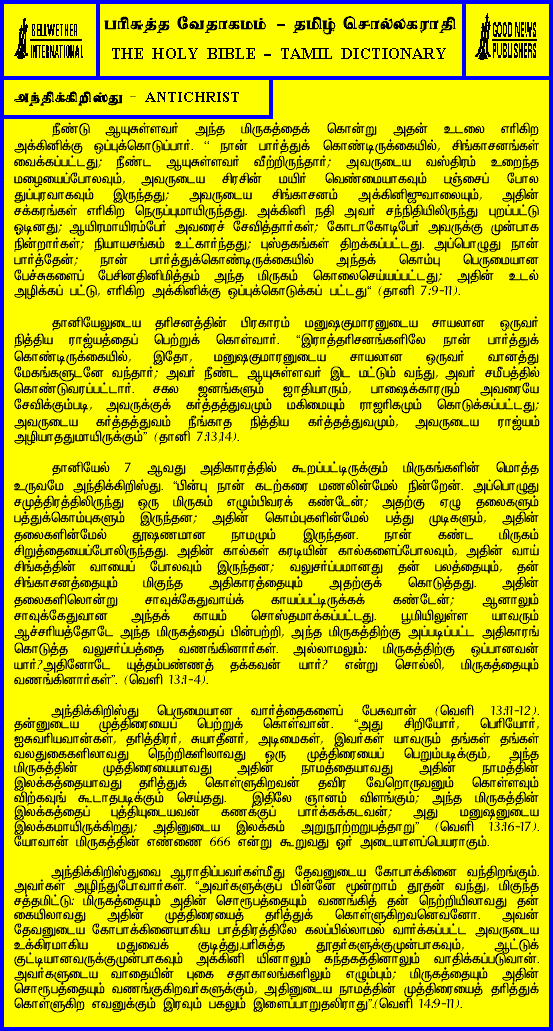 BELLWETHER
INTERNATIONAL
பரிசுத்த வேதாகமம் - தமிழ் சொல்லகராதி
THE HOLY BIBLE - TAMIL DICTIONARY
GOOD NEWS
PUBLISHERS
அந்திக்கிறிஸ்து - ANTICHRIST
நீண்டு ஆயுசுள்ளவர் அந்த மிருகத்தைக் கொன்று அதன் உடலை எரிகிற
அக்கினிக்கு ஒப்புக்கொடுப்பார். “ நான் பார்த்துக் கொண்டிருக்கையில், சிங்காசனங்கள்
வைக்கப்பட்டது; நீண்ட ஆயுசுள்ளவர் வீற்றிருந்தார்; அவருடைய வஸ்திரம் உறைந்த
மழையைப்போலவும், அவருடைய சிரசின் மயிர் வெண்மையாகவும் பஞ்சைப் போல
துப்புரவாகவும் இருந்தது; அவருடைய சிங்காசனம் அக்கினிஜுவாலையும், அதின்
சக்கரங்கள் எரிகிற நெருப்புமாயிருந்தது. அக்கினி நதி அவர் சந்நிதியிலிருந்து புறப்பட்டு
ஓடினது; ஆயிரமாயிரம்பேர் அவரைச் சேவித்தார்கள்; கோடாகோடிபேர் அவருக்கு முன்பாக
நின்றார்கள்; நியாயசங்கம் உட்கார்ந்தது; புஸ்தகங்கள் திறக்கப்பட்டது. அப்பொழுது நான்
பார்த்தேன்; நான் பார்த்துக்கொண்டிருக்கையில் அந்தக் கொம்பு பெருமையான
பேச்சுகளைப் பேசினதினிமித்தம் அந்த மிருகம் கொலைசெய்யப்பட்டது; அதின் உடல்
அழிக்கப் பட்டு, எரிகிற அக்கினிக்கு ஒப்புக்கொடுக்கப் பட்டது“ (தானி 7:9-11).
தானியேலுடைய தரிசனத்தின் பிரகாரம் மனுஷகுமாரனுடைய சாயலான ஒருவர்
நித்திய ராஜ்யத்தைப் பெற்றுக் கொள்வார். “இராத்தரிசனங்களிலே நான் பார்த்துக்
கொண்டிருக்கையில், இதோ, மனுஷகுமாரனுடைய சாயலான ஒருவர் வானத்து
மேகங்களுடனே வந்தார்; அவர் நீண்ட ஆயுசுள்ளவர் இட மட்டும் வந்து, அவர் சமீபத்தில்
கொண்டுவரப்பட்டார். சகல ஜனங்களும் ஜாதியாரும், பாஷைக்காரரும் அவரையே
சேவிக்கும்படி, அவருக்குக் கர்த்தத்துவமும் மகிமையும் ராஜரிகமும் கொடுக்கப்பட்டது;
அவருடைய கர்த்தத்துவம் நீங்காத நித்திய கர்த்தத்துவமும், அவருடைய ராஜ்யம்
அழியாததுமாயிருக்கும்” (தானி 7:13,14).
தானியேல் 7 ஆவது அதிகாரத்தில் கூறப்பட்டிருக்கும் மிருகங்களின் மொத்த
உருவமே அந்திக்கிறிஸ்து. “பின்பு நான் கடற்கரை மணலின்மேல் நின்றேன். அப்பொழுது
சமுத்திரத்திலிருந்து ஒரு மிருகம் எழும்பிவரக் கண்டேன்; அதற்கு ஏழு தலைகளும்
பத்துக்கொம்புகளும் இருந்தன; அதின் கொம்புகளின்மேல் பத்து முடிகளும், அதின்
தலைகளின்மேல் தூஷணமான நாமமும் இருந்தன. நான் கண்ட மிருகம்
சிறுத்தையைப்போலிருந்தது. அதின் கால்கள் கரடியின் கால்களைப்போலவும், அதின் வாய்
சிங்கத்தின் வாயைப் போலவும் இருந்தன; வலுசர்ப்பமானது தன் பலத்தையும், தன்
சிங்காசனத்தையும் மிகுந்த அதிகாரத்தையும் அதற்குக் கொடுத்தது. அதின்
தலைகளிலொன்று சாவுக்கேதுவாய்க் காயப்பட்டிருக்கக் கண்டேன்; ஆனாலும்
சாவுக்கேதுவான அந்தக் காயம் சொஸ்தமாக்கப்பட்டது. பூமியிலுள்ள யாவரும்
ஆச்சரியத்தோடே அந்த மிருகத்தைப் பின்பற்றி, அந்த மிருகத்திற்கு அப்படிப்பட்ட அதிகாரங்
கொடுத்த வலுசர்ப்பத்தை வணங்கினார்கள். அல்லாமலும்: மிருகத்திற்கு ஒப்பானவன்
யார்?அதினோடே யுத்தம்பண்ணத் தக்கவன் யார்? என்று சொல்லி, மிருகத்தையும்
வணங்கினார்கள்”. (வெளி 13:1-4).
அந்திக்கிறிஸ்து பெருமையான வார்த்தைகளைப் பேசுவான் (வெளி 13:11-12).
தன்னுடைய முத்திரையைப் பெற்றுக் கொள்வான். “அது சிறியோர், பெரியோர்,
ஐசுவரியவான்கள், தரித்திரர், சுயாதீனர், அடிமைகள், இவர்கள் யாவரும் தங்கள் தங்கள்
வலதுகைகளிலாவது நெற்றிகளிலாவது ஒரு முத்திரையைப் பெறும்படிக்கும், அந்த
மிருகத்தின் முத்திரையையாவது அதின் நாமத்தையாவது அதின் நாமத்தின்
இலக்கத்தையாவது தரித்துக் கொள்ளுகிறவன் தவிர வேறொருவனும் கொள்ளவும்
விற்கவுங் கூடாதபடிக்கும் செய்தது. இதிலே ஞானம் விளங்கும்; அந்த மிருகத்தின்
இலக்கத்தைப் புத்தியுடையவன் கணக்குப் பார்க்கக்கடவன்; அது மனுஷனுடைய
இலக்கமாயிருக்கிறது; அதினுடைய இலக்கம் அறுநூற்றறுபத்தாறு” (வெளி 13:16-17).
யோவான் மிருகத்தின் எண்ணை 666 என்று கூறுவது ஓர் அடையாளப்பெயராகும்.
அந்திக்கிறிஸ்துவை ஆராதிப்பவர்கள்மீது தேவனுடைய கோபாக்கினை வந்திறங்கும்.
அவர்கள் அழிந்துபோவார்கள். “அவர்களுக்குப் பின்னே மூன்றாம் தூதன் வந்து, மிகுந்த
சத்தமிட்டு: மிருகத்தையும் அதின் சொரூபத்தையும் வணங்கித் தன் நெற்றியிலாவது தன்
கையிலாவது அதின் முத்திரையைத் தரித்துக் கொள்ளுகிறவனெவனோ. அவன்
தேவனுடைய கோபாக்கினையாகிய பாத்திரத்திலே கலப்பில்லாமல் வார்க்கப்பட்ட அவருடைய
உக்கிரமாகிய மதுவைக் குடித்து,பரிசுத்த தூதர்களுக்குமுன்பாகவும், ஆட்டுக்
குட்டியானவருக்குமுன்பாகவும் அக்கினி யினாலும் கந்தகத்தினாலும் வாதிக்கப்படுவான்.
அவர்களுடைய வாதையின் புகை சதாகாலங்களிலும் எழும்பும்; மிருகத்தையும் அதின்
சொரூபத்தையும் வணங்குகிறவர்களுக்கும், அதினுடைய நாமத்தின் முத்திரையைத் தரித்துக்
கொள்ளுகிற எவனுக்கும் இரவும் பகலும் இளைப்பாறுதலிராது”.(வெளி 14:9-11).